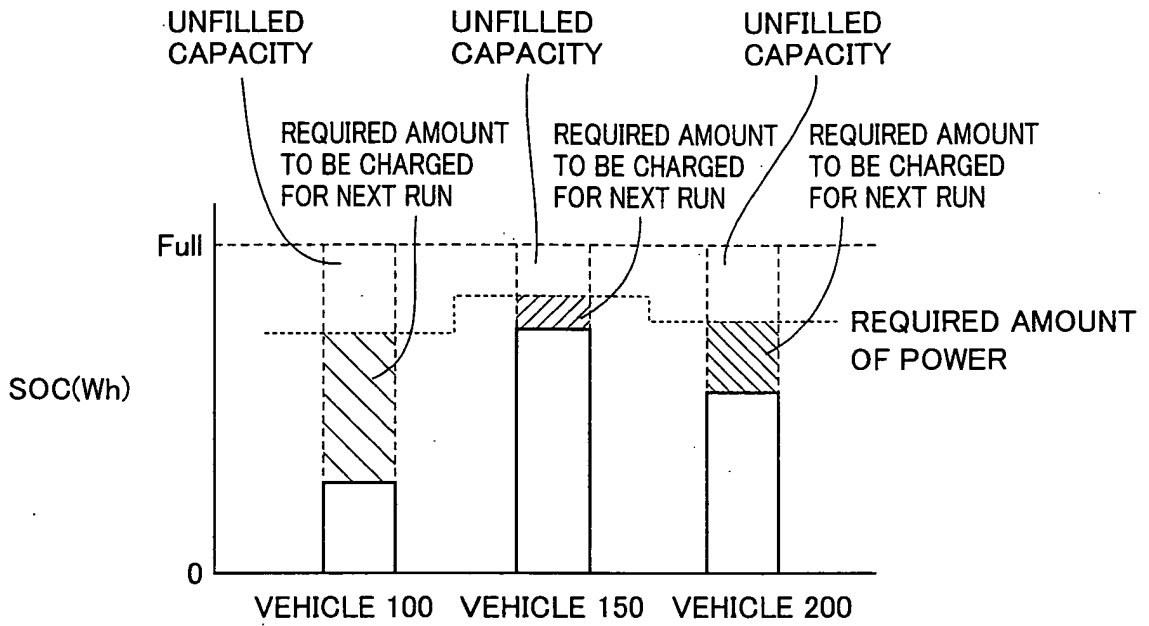 UNFILLED
CAPACITY
UNFILLED
CAPACITY
UNFILLED
CAPACITY
REQUIRED AMOUNT
TO BE CHARGED
FOR NEXT RUN
REQUIRED AMOUNT
TO BE CHARGED
FOR NEXT RUN
REQUIRED AMOUNT
TO BE CHARGED
FOR NEXT RUN
Full
REQUIRED AMOUNT
OF POWER
SOC(Wh)
0
VEHICLE 100
VEHICLE 150
VEHICLE 200